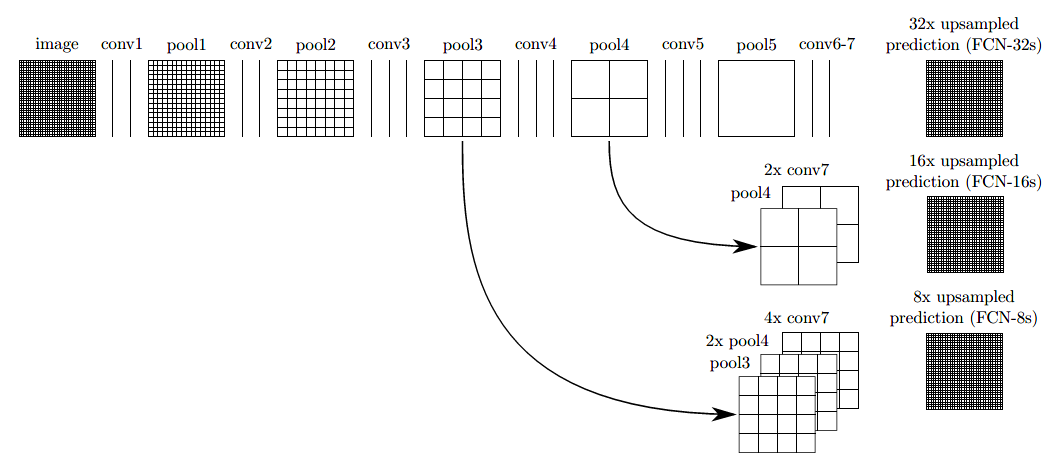 image conv1 pool1 conv2 pool2 conv3 pool3 conv4 pool4 conv5 pool5 conv6-7
32x upsampled
prediction (FCN-32s)
16x upsampled
prediction (FCN-16s)
2x conv7
pool4
8x upsampled
prediction (FCN-8s)
4x conv7
2x pool4
pool3